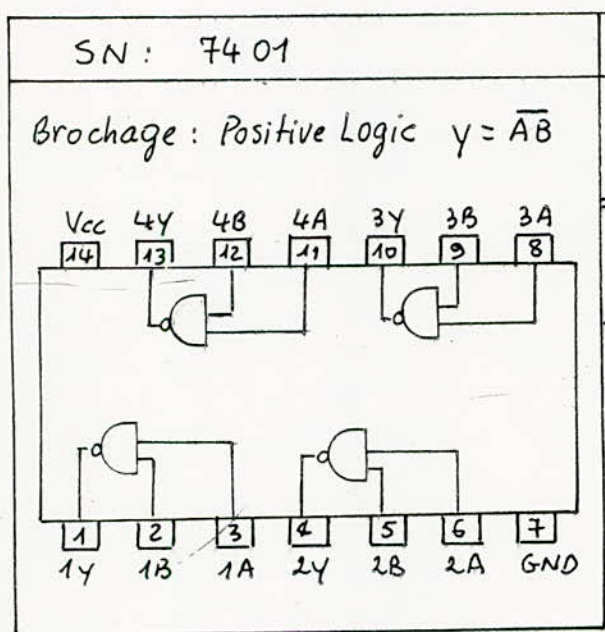 SN : 7401
Brochage : Positive Logic y = A̅B̅
Vcc 4Y 4B 4A 3Y 3B 3A
14 13 12 11 10 9 8
1 2 3 4 5 6 7
1Y 1B 1A 2Y 2B 2A GND